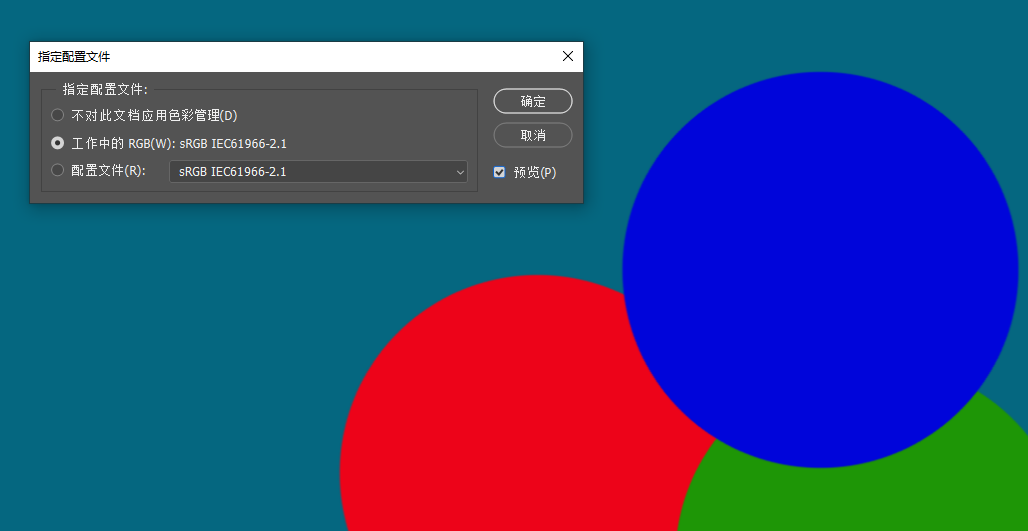 指定配置文件
指定配置文件:
不对此文档应用色彩管理(D)
工作中的 RGB(W): sRGB IEC61966-2.1
配置文件(R): sRGB IEC61966-2.1
确定
取消
预览(P)